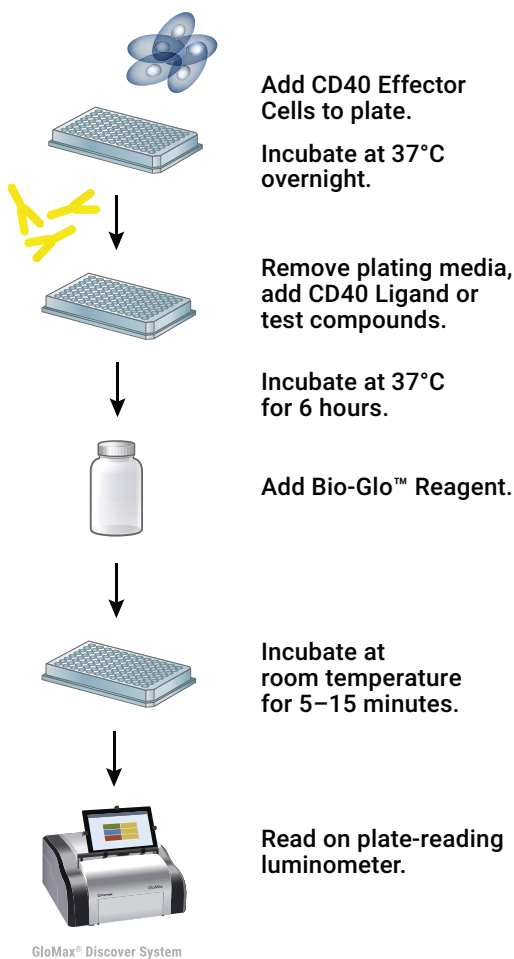 Add CD40 Effector
Cells to plate.
Incubate at 37°C
overnight.
Remove plating media,
add CD40 Ligand or
test compounds.
Incubate at 37°C
for 6 hours.
Add Bio-Glo™ Reagent.
Incubate at
room temperature
for 5–15 minutes.
Read on plate-reading
luminometer.
GloMax
GloMax® Discover System